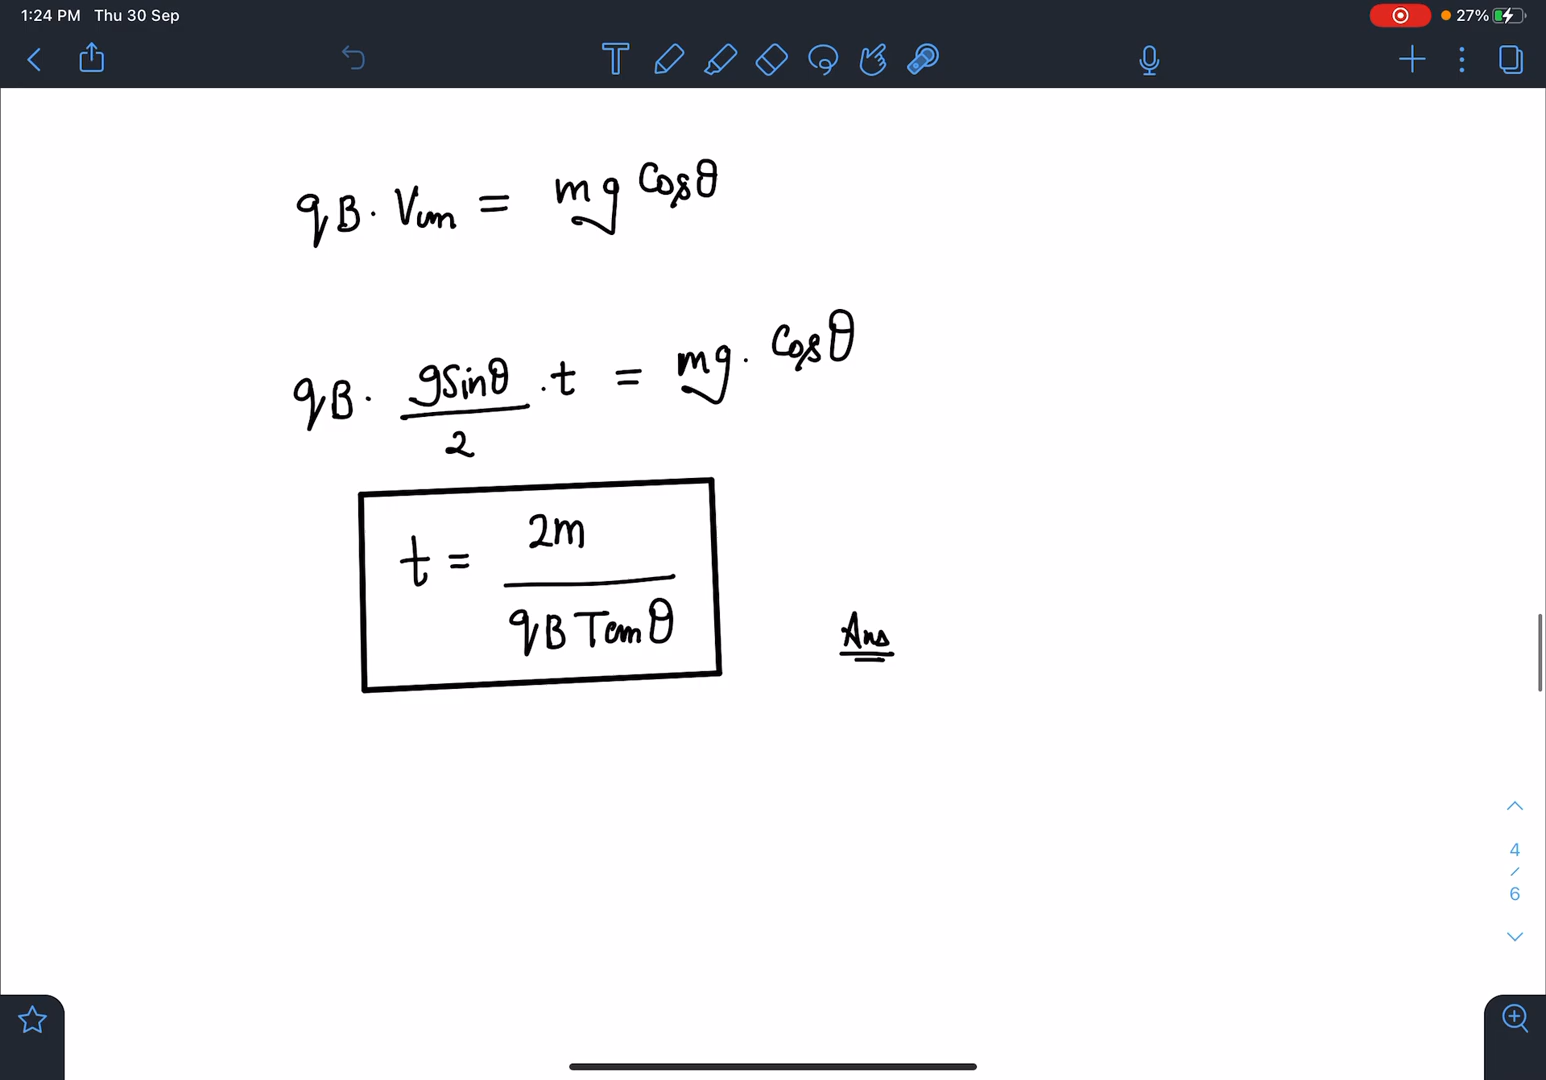 1:24 PM Thu 30 Sep
27%
T
qB. Vcm = mg Cosθ
qB. gSinθ/2 .t = mg. Cosθ
t = 2m/qB Tanθ
Ans
4
/
6